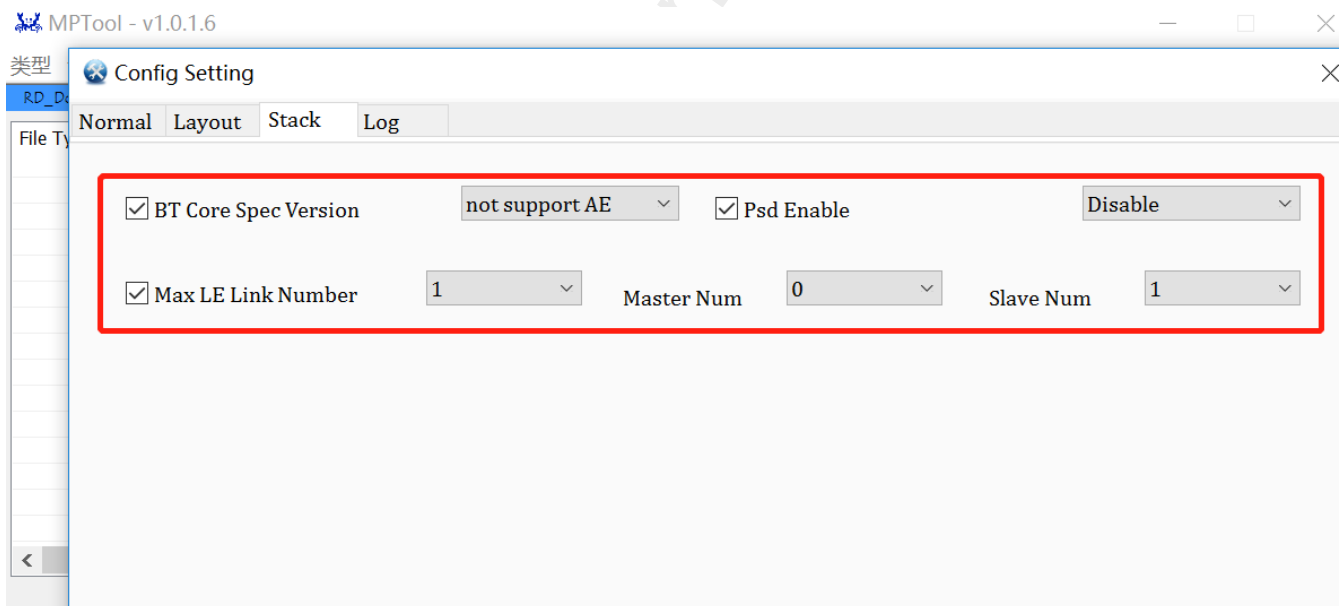 MPTool - v1.0.1.6
类型
Config Setting
RD_D
Normal Layout Stack Log
File Ty
BT Core Spec Version not support AE Psd Enable Disable
Max LE Link Number 1 Master Num 0 Slave Num 1